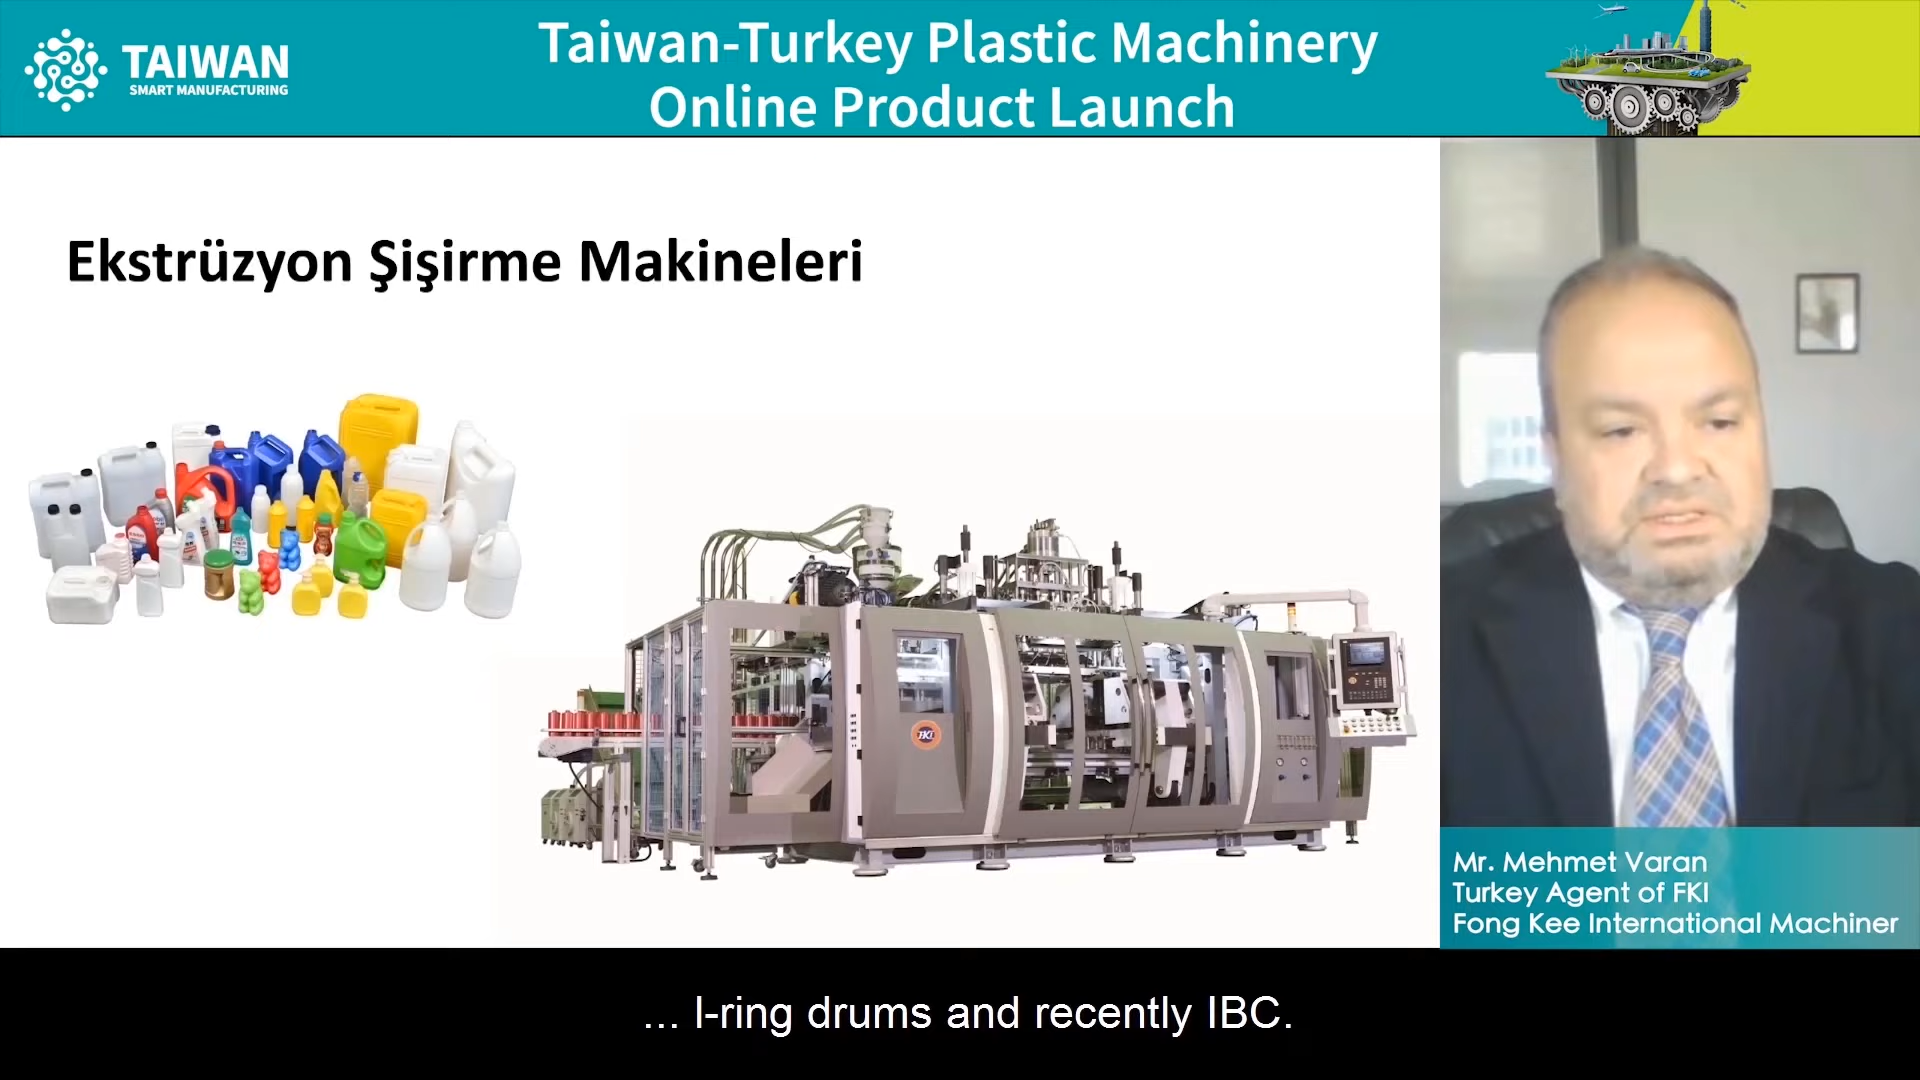 TAIWAN
SMART MANUFACTURING
Taiwan-Turkey Plastic Machinery
Online Product Launch
Ekstrüzyon Şişirme Makineleri
FKI
Mr. Mehmet Varan
Turkey Agent of FKI
Fong Kee International Machiner
... l-ring drums and recently IBC.